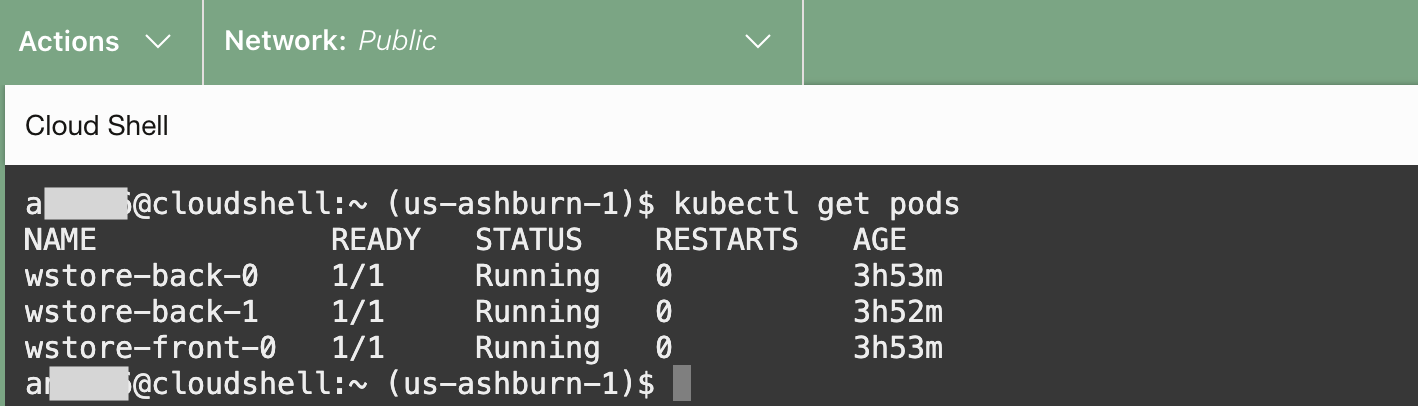 Actions
Network: Public
Cloud Shell
@cloudshell:~ (us-ashburn-1)$ kubectl get pods
NAME READY STATUS RESTARTS AGE
wstore-back-0 1/1 Running 0 3h53m
wstore-back-1 1/1 Running 0 3h52m
wstore-front-0 1/1 Running 0 3h53m
@cloudshell:~ (us-ashburn-1)$